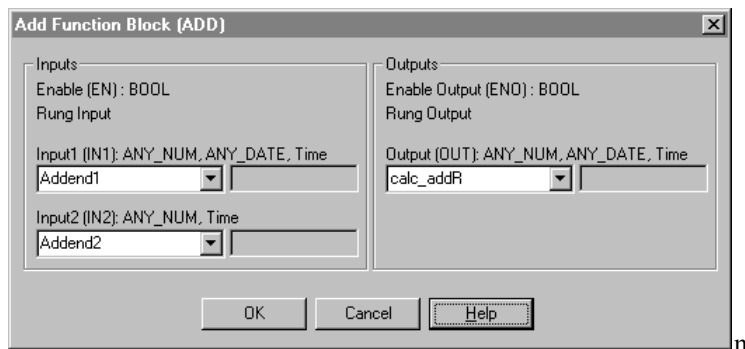 Add Function Block (ADD)
Inputs
Enable (EN) : BOOL
Rung Input
Input1 (IN1): ANY_NUM, ANY_DATE, Time
Addend1
Input2 (IN2): ANY_NUM, Time
Addend2
Outputs
Enable Output (ENO) : BOOL
Rung Output
Output (OUT): ANY_NUM, ANY_DATE, Time
calc_addR
OK
Cancel
Help
n